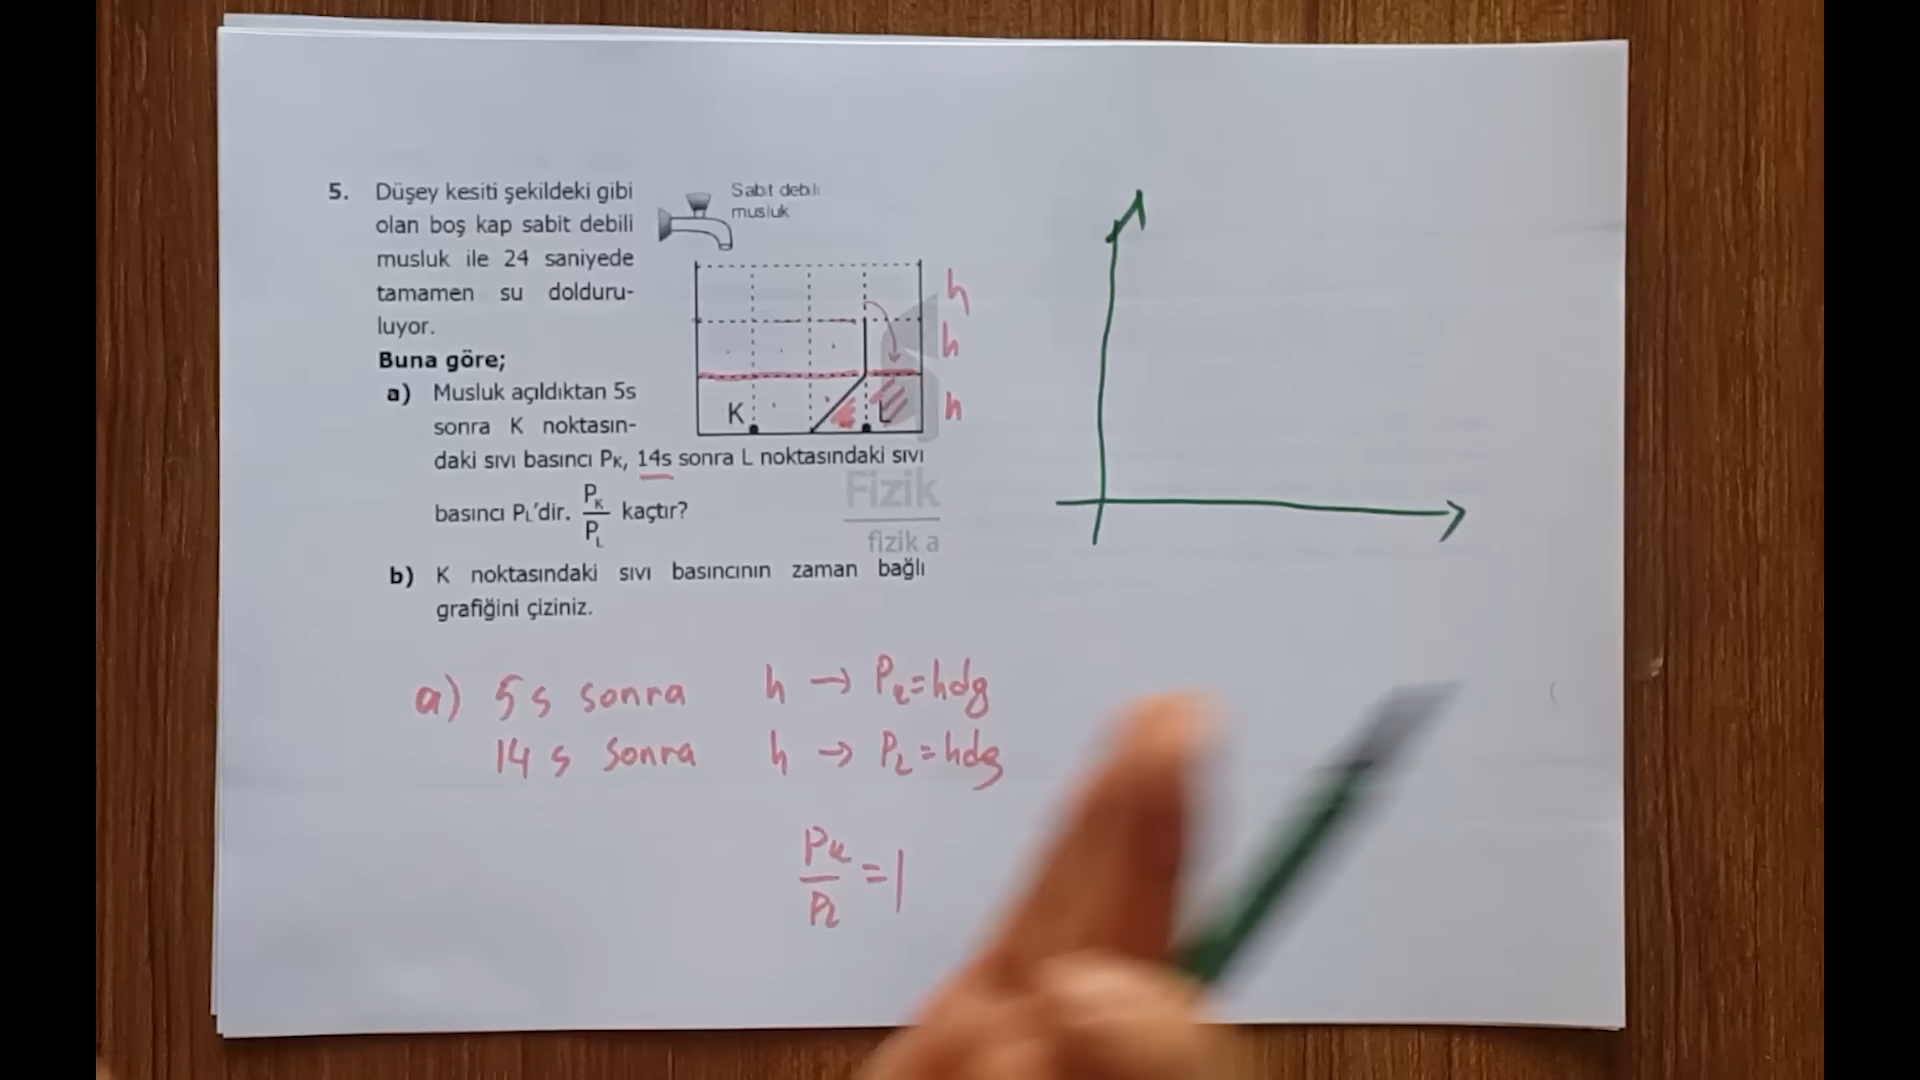 5. Düşey kesiti şekildeki gibi
olan boş kap sabit debili
musluk ile 24 saniyede
tamamen su dolduru-
luyor.
Sabit debili
musluk
h
h
h
K
L
Buna göre;
a) Musluk açıldıktan 5s
sonra K noktasın-
daki sıvı basıncı PK, 14s sonra L noktasındaki sıvı
basıncı PL'dir. PK/PL kaçtır?
Fizik
fizik a
b) K noktasındaki sıvı basıncının zaman bağlı
grafiğini çiziniz.
a) 5s sonra h → PK=hdg
14 s sonra h → PL=hdg
PK/PL = 1